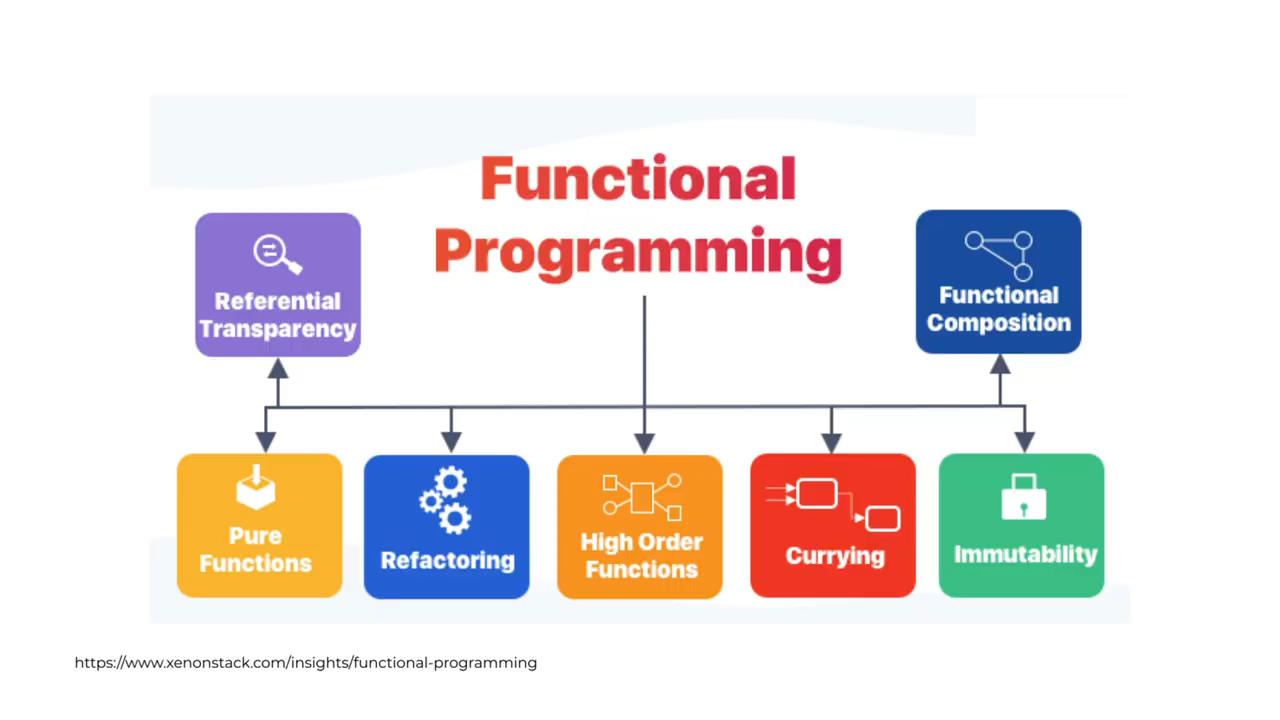 Functional
Programming
Referential
Transparency
Functional
Composition
Pure
Functions
Refactoring
High Order
Functions
Currying
Immutability
https://www.xenonstack.com/insights/functional-programming